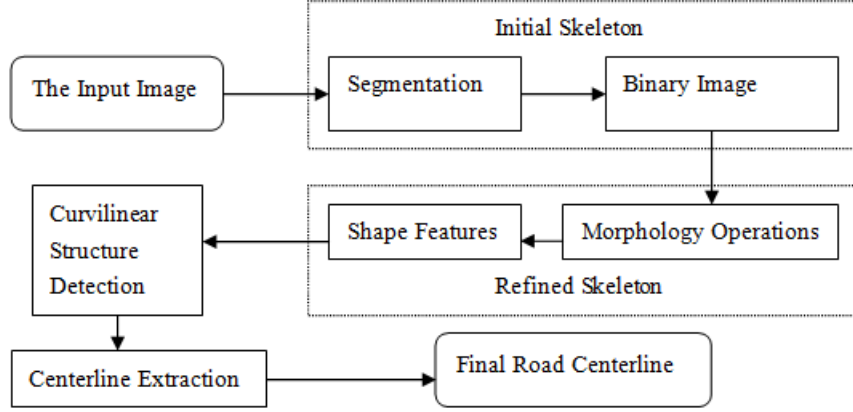 Initial Skeleton
The Input Image
Segmentation
Binary Image
Curvilinear
Structure
Detection
Shape Features
Morphology Operations
Refined Skeleton
Centerline Extraction
Final Road Centerline